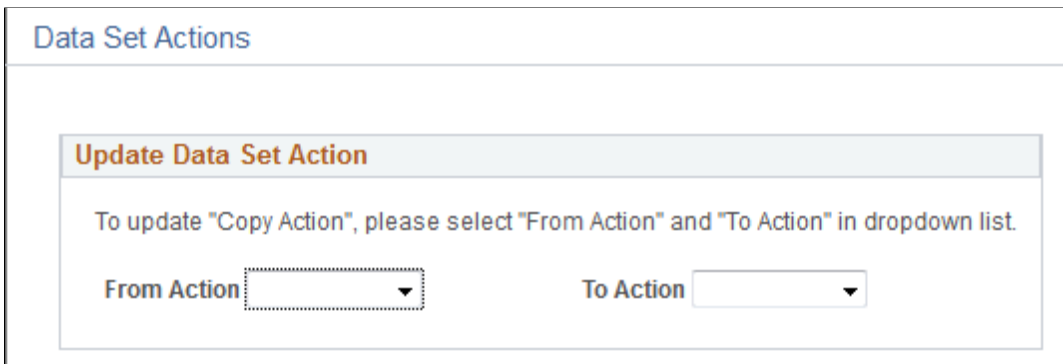 Data Set Actions
Update Data Set Action
To update "Copy Action", please select "From Action" and "To Action" in dropdown list.
From Action To Action